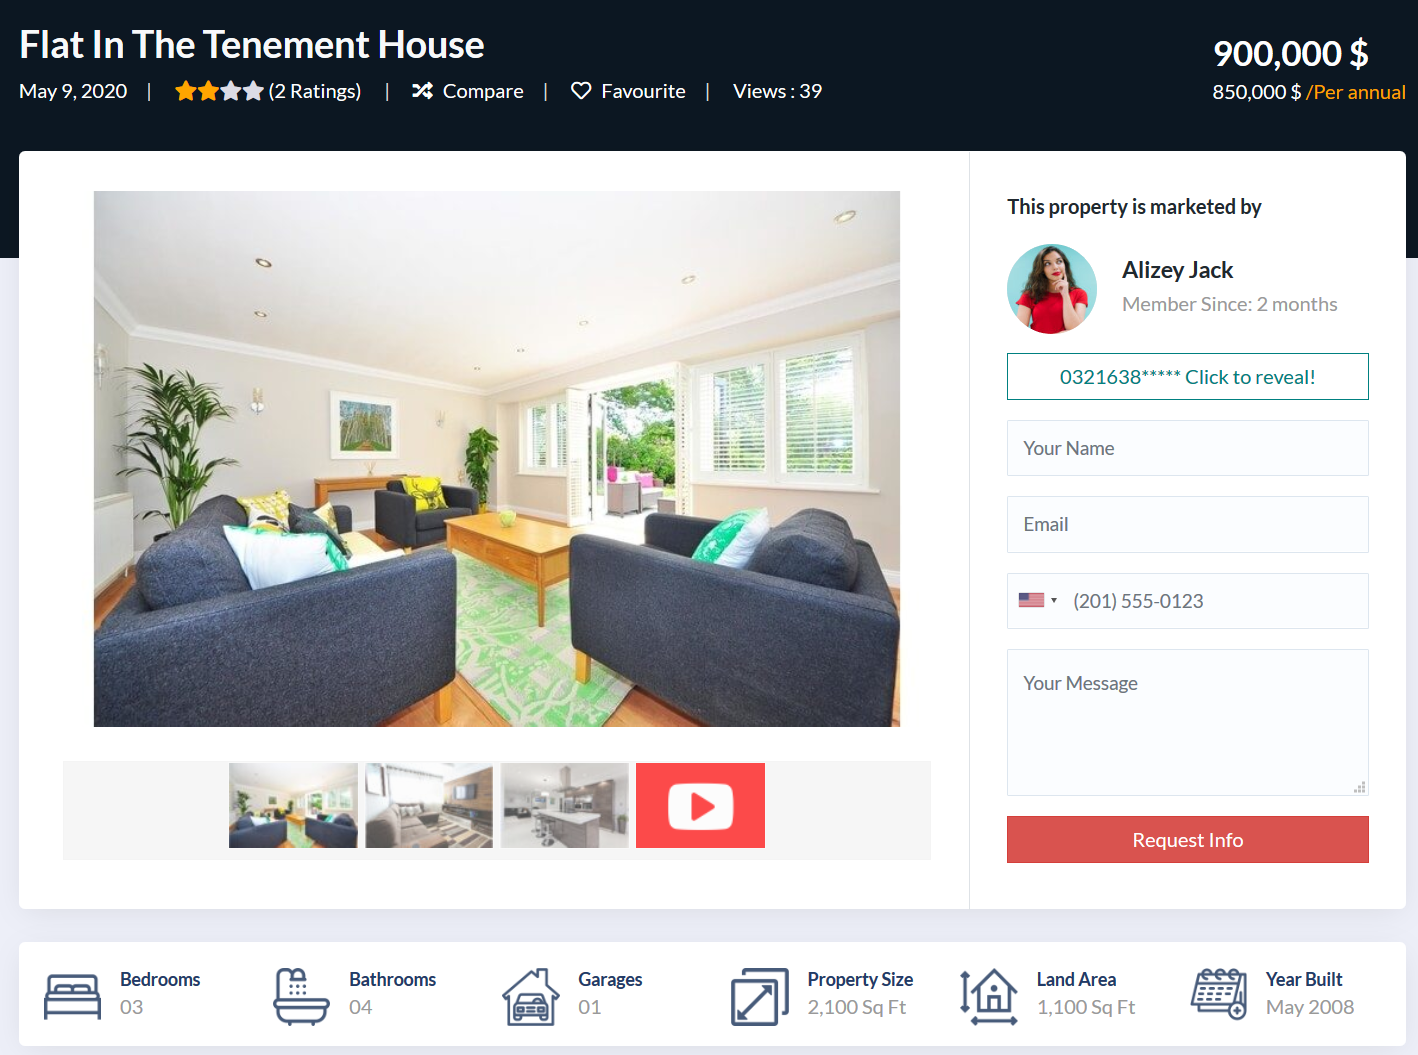 Flat In The Tenement House
900,000 $
May 9, 2020 | (2 Ratings) | Compare | Favourite | Views : 39
850,000 $ /Per annual
This property is marketed by
Alizey Jack
Member Since: 2 months
0321638***** Click to reveal!
Your Name
Email
(201) 555-0123
Your Message
Request Info
Bedrooms
03
Bathrooms
04
Garages
01
Property Size
2,100 Sq Ft
Land Area
1,100 Sq Ft
Year Built
May 2008